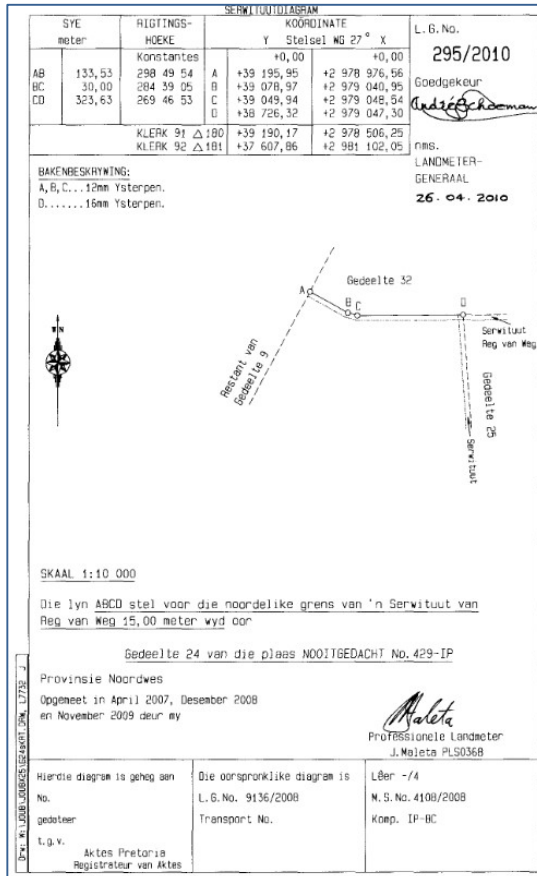 SERWITUUTDIAGRAM
SYE meter RIGTINGSHOEKE KOÖRDINATE Y Stelsel WG 27° X
Konstantes +0,00 +0,00
AB 133,53 298 49 54 A +39 195,95 +2 978 976,56
BC 30,00 284 39 05 B +39 078,97 +2 979 040,95
CD 323,63 269 46 53 C +39 049,94 +2 979 048,54
D +38 726,32 +2 979 047,30
KLERK 91 △ 180 +39 190,17 +2 978 506,25
KLERK 92 △ 181 +37 607,86 +2 981 102,05
L.G.No.
295/2010
Goedgekeur
nms.
LANDMETER-
GENERAAL
26.04.2010
BAKENBESKRYWING:
A,B,C...12mm Ysterpen.
D.......16mm Ysterpen.
Gedeelte 32
A
B C
D
Serwituut
Reg van Weg
Restant van
Gedeelte 9
Gedeelte 25
Serwituut
N
SKAAL 1:10 000
Die lyn ABCD stel voor die noordelike grens van 'n Serwituut van
Reg van Weg 15,00 meter wyd oor
Gedeelte 24 van die plaas NOOITGEDACHT No.429-IP
Provinsie Noordwes
Opgemeet in April 2007, Desember 2008
en November 2009 deur my
Maleta
Professionele Landmeter
J.Maleta PLS0368
Hierdie diagram is geheg aan
No.
gedateer
t.g.v.
Aktes Pretoria
Registrateur van Aktes
Die oorspronklike diagram is
L.G.No. 9136/2008
Transport No.
Lêer -/4
M.S.No. 4108/2008
Komp. IP-8C